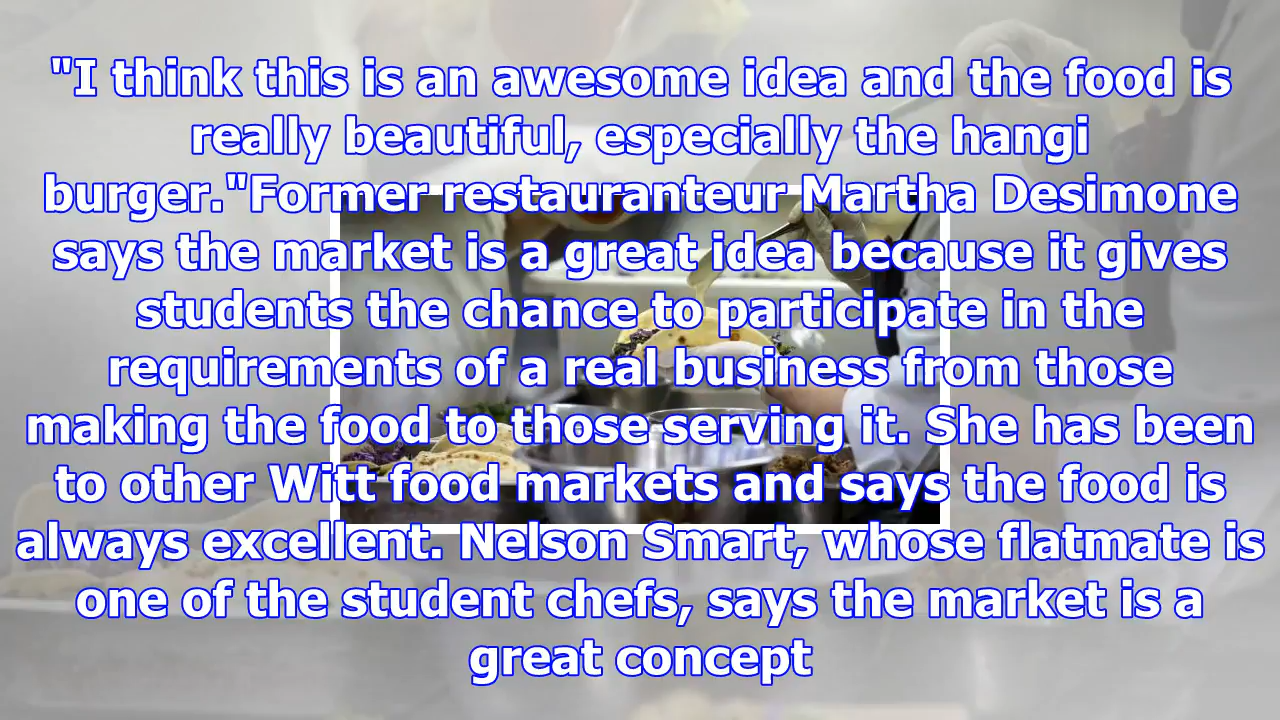 "I think this is an awesome idea and the food is
really beautiful, especially the hangi
burger."Former restauranteur Martha Desimone
says the market is a great idea because it gives
students the chance to participate in the
requirements of a real business from those
making the food to those serving it. She has been
to other Witt food markets and says the food is
always excellent. Nelson Smart, whose flatmate is
one of the student chefs, says the market is a
great concept